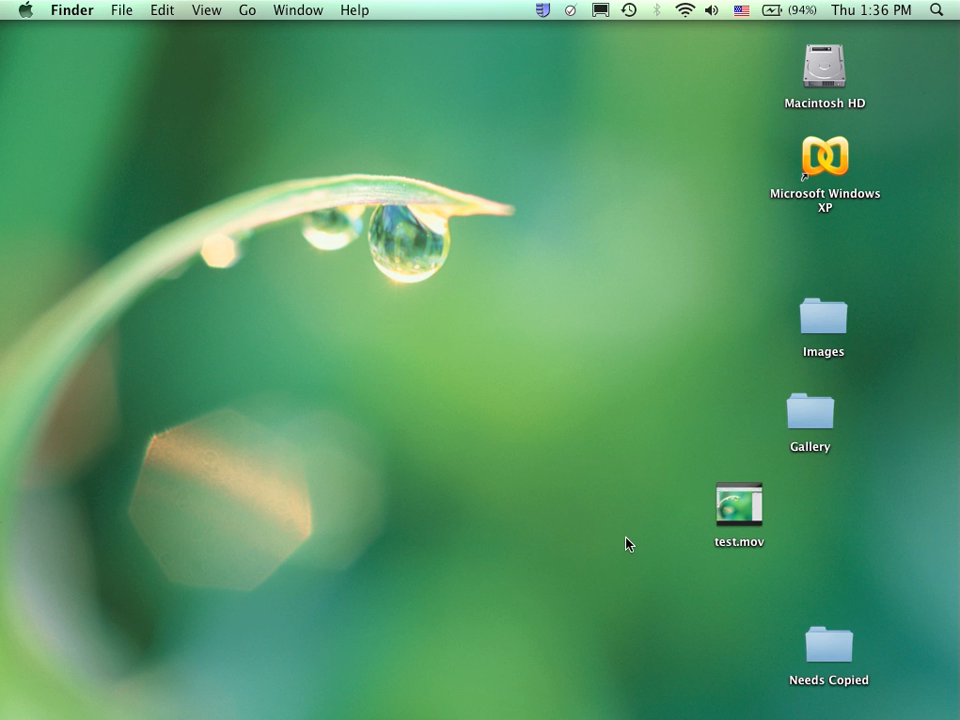 Finder File Edit View Go Window Help (94%) Thu 1:36 PM
Macintosh HD
Microsoft Windows
XP
Images
Gallery
test.mov
Needs Copied